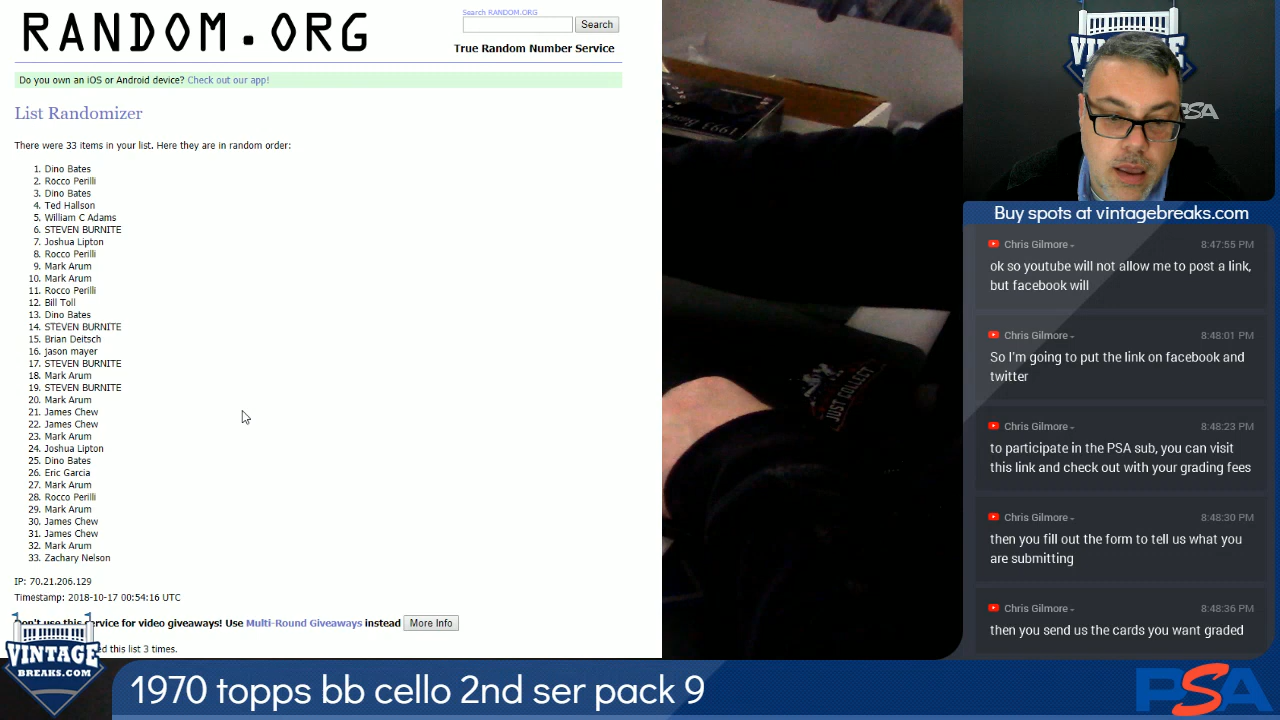 RANDOM.ORG
Search RANDOM.ORG
Search
True Random Number Service
Do you own an iOS or Android device? Check out our app!
List Randomizer
There were 33 items in your list. Here they are in random order:
1. Dino Bates
2. Rocco Perilli
3. Dino Bates
4. Ted Hallson
5. William C Adams
6. STEVEN BURNITE
7. Joshua Lipton
8. Rocco Perilli
9. Mark Arum
10. Mark Arum
11. Rocco Perilli
12. Bill Toll
13. Dino Bates
14. STEVEN BURNITE
15. Brian Deitsch
16. jason mayer
17. STEVEN BURNITE
18. Mark Arum
19. STEVEN BURNITE
20. Mark Arum
21. James Chew
22. James Chew
23. Mark Arum
24. Joshua Lipton
25. Dino Bates
26. Eric Garcia
27. Mark Arum
28. Rocco Perilli
29. Mark Arum
30. James Chew
31. James Chew
32. Mark Arum
33. Zachary Nelson
IP: 70.21.206.129
Timestamp: 2018-10-17 00:54:16 UTC
Don't use this service for video giveaways! Use Multi-Round Giveaways instead More Info
ed this list 3 times.
VINTAGE
BREAKS.COM
1970 topps bb cello 2nd ser pack 9
PSA
1993
JUST COLLECT
VINTAGE
PSA
Buy spots at vintagebreaks.com
Chris Gilmore 8:47:55 PM
ok so youtube will not allow me to post a link,
but facebook will
Chris Gilmore 8:48:01 PM
So I'm going to put the link on facebook and
twitter
Chris Gilmore 8:48:23 PM
to participate in the PSA sub, you can visit
this link and check out with your grading fees
Chris Gilmore 8:48:30 PM
then you fill out the form to tell us what you
are submitting
Chris Gilmore 8:48:36 PM
then you send us the cards you want graded